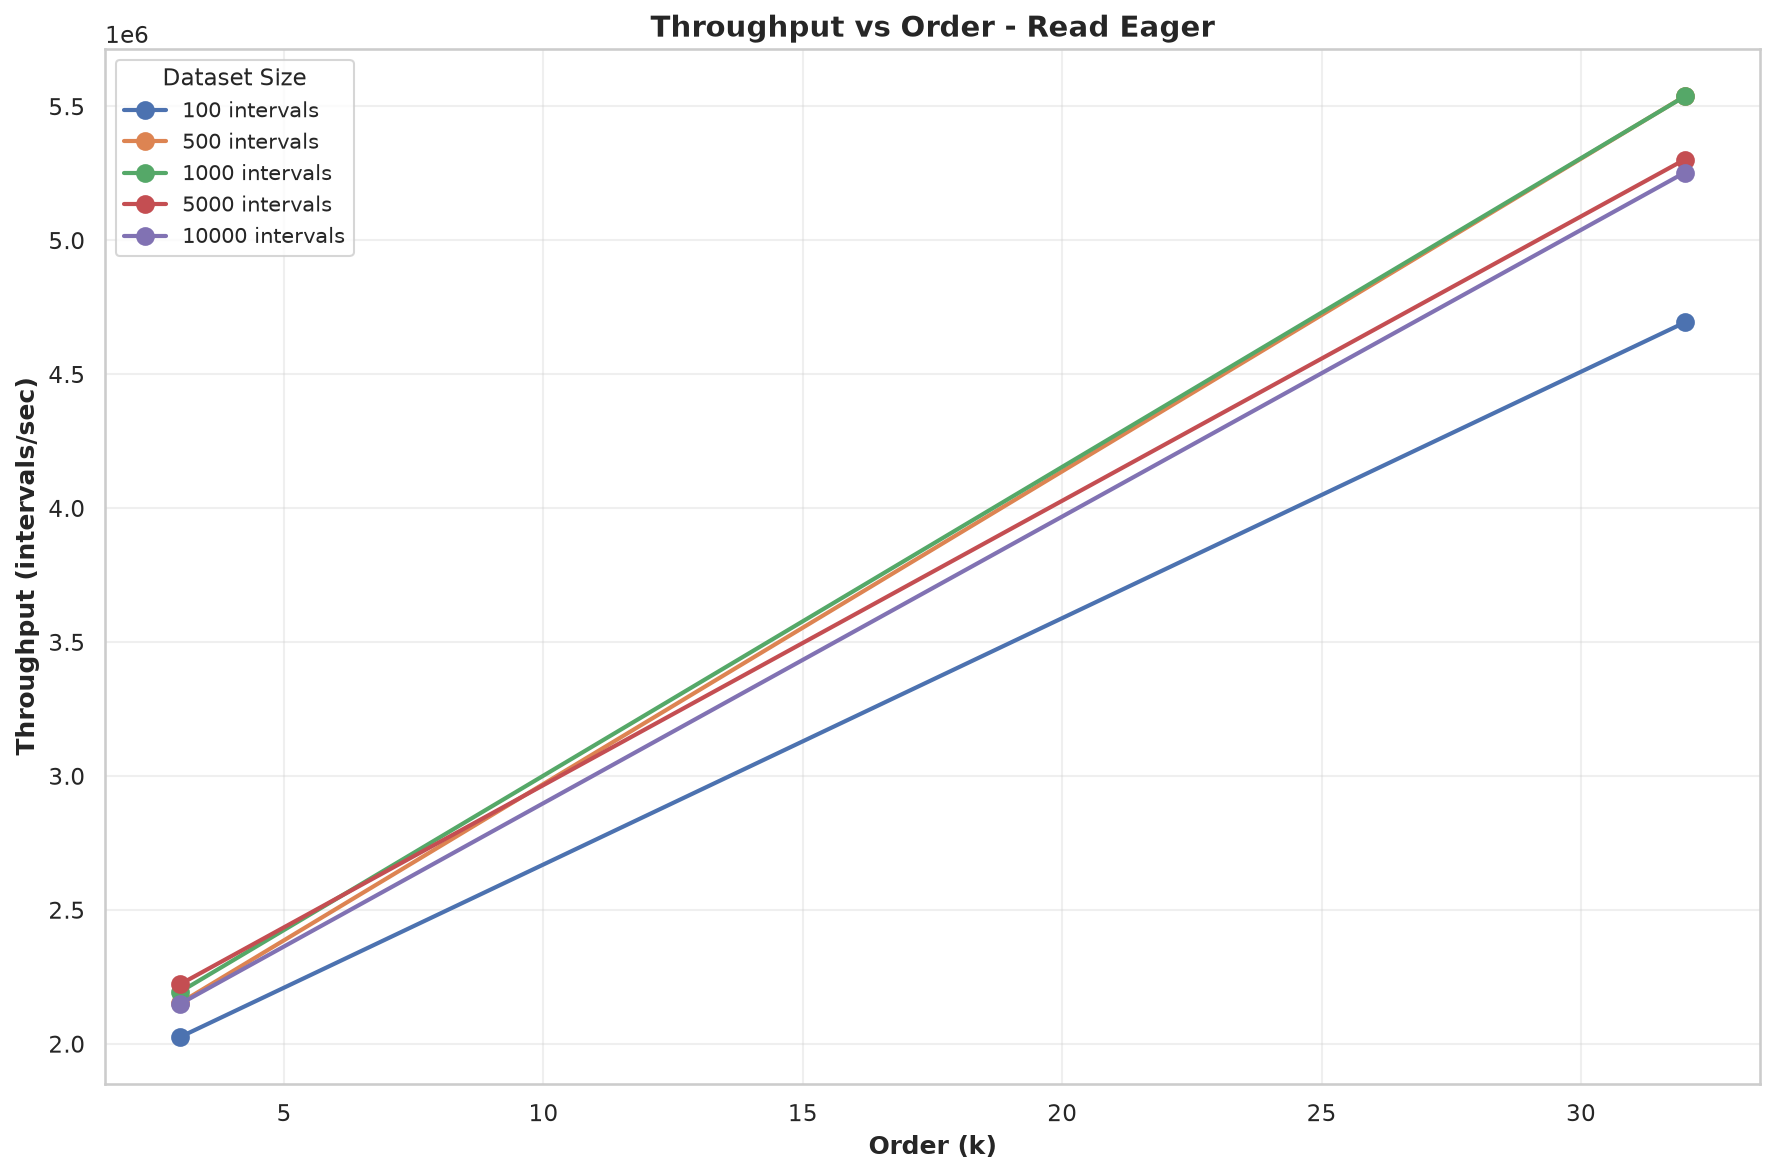 Throughput vs Order - Read Eager
1e6
Dataset Size
100 intervals
500 intervals
1000 intervals
5000 intervals
10000 intervals
5.5
5.0
4.5
4.0
3.5
3.0
2.5
2.0
Throughput (intervals/sec)
5 10 15 20 25 30
Order (k)